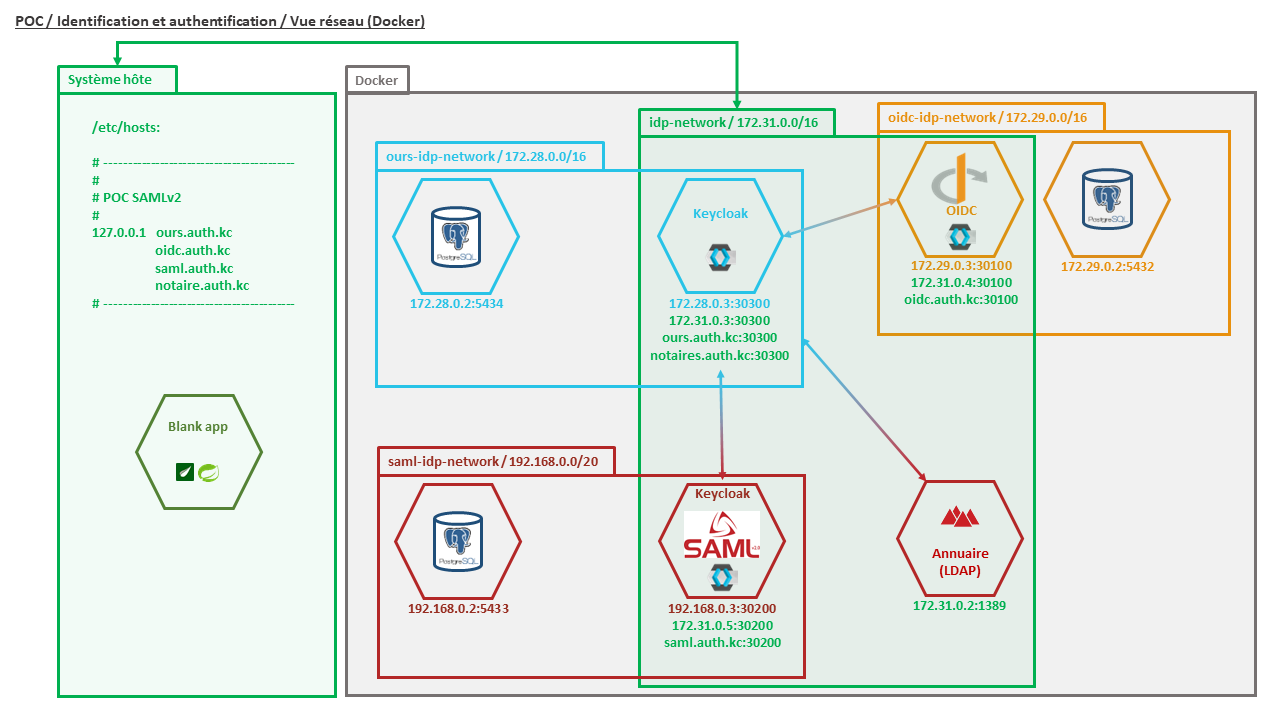 POC / Identification et authentification / Vue réseau (Docker)
Système hôte
/etc/hosts:
# ------------------------------------------
#
# POC SAMLv2
#
127.0.0.1 ours.auth.kc
oidc.auth.kc
saml.auth.kc
notaire.auth.kc
# ------------------------------------------
Blank app
Docker
ours-idp-network / 172.28.0.0/16
PostgreSQL
172.28.0.2:5434
idp-network / 172.31.0.0/16
Keycloak
172.28.0.3:30300
172.31.0.3:30300
ours.auth.kc:30300
notaires.auth.kc:30300
oidc-idp-network / 172.29.0.0/16
OIDC
172.29.0.3:30100
172.31.0.4:30100
oidc.auth.kc:30100
PostgreSQL
172.29.0.2:5432
saml-idp-network / 192.168.0.0/20
PostgreSQL
192.168.0.2:5433
Keycloak
SAML v2.0
192.168.0.3:30200
172.31.0.5:30200
saml.auth.kc:30200
Annuaire
(LDAP)
172.31.0.2:1389